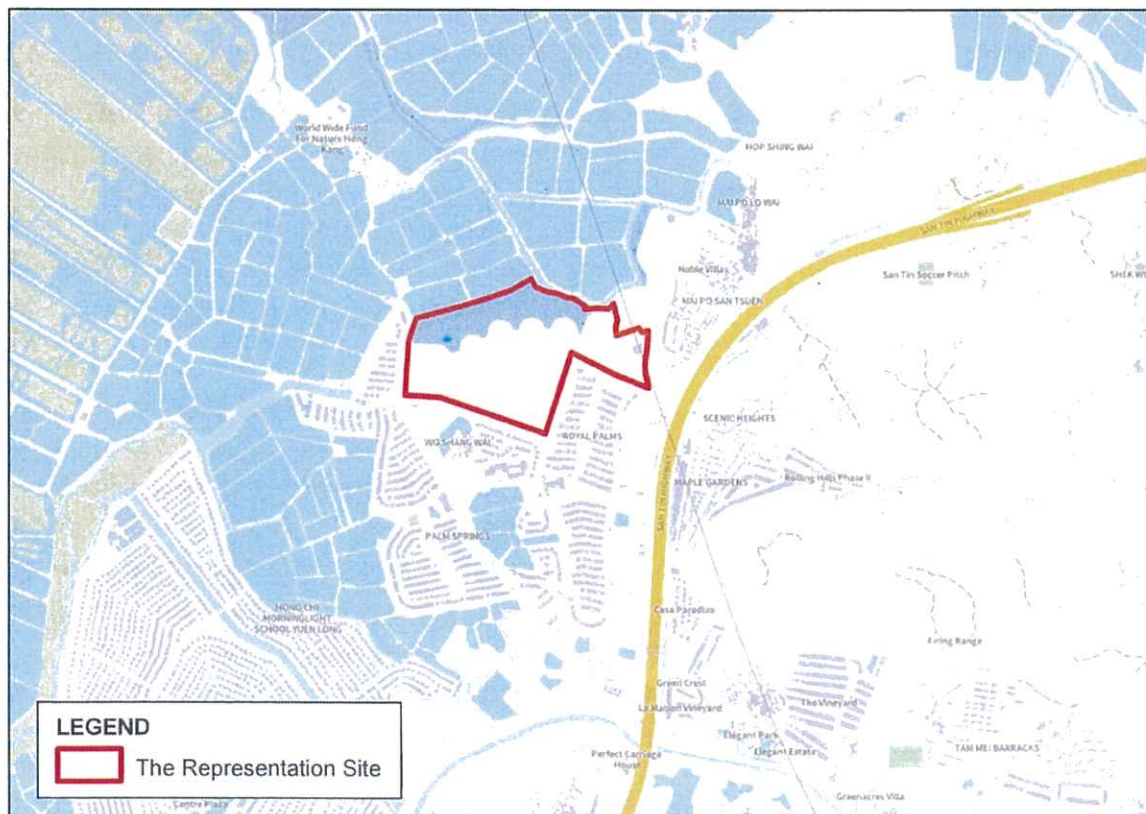 World Wide Fund
For Nature Hong
Kong
HOP SHING WAI
MAI PO LO WAI
SAN TIN HIGHWAY
San Tin Soccer Pitch
Noble Villas
MAI PO SAN TSUEN
SCENIC HEIGHTS
WO SHANG WAI
ROYAL PALMS
MAPLE GARDENS
Rolling Hills Phase II
SAN TIN HIGHWAY
PALM SPRINGS
HONG CHI
MORNINGLIGHT
SCHOOL YUEN LONG
Casa Paradizo
Firing Range
Green Crest
La Maison Vineyard
The Vineyard
Elegant Park
Elegant Estate
TAM MEI BARRACKS
Perfect Carriage
House
Greenacres Villa
LEGEND
The Representation Site